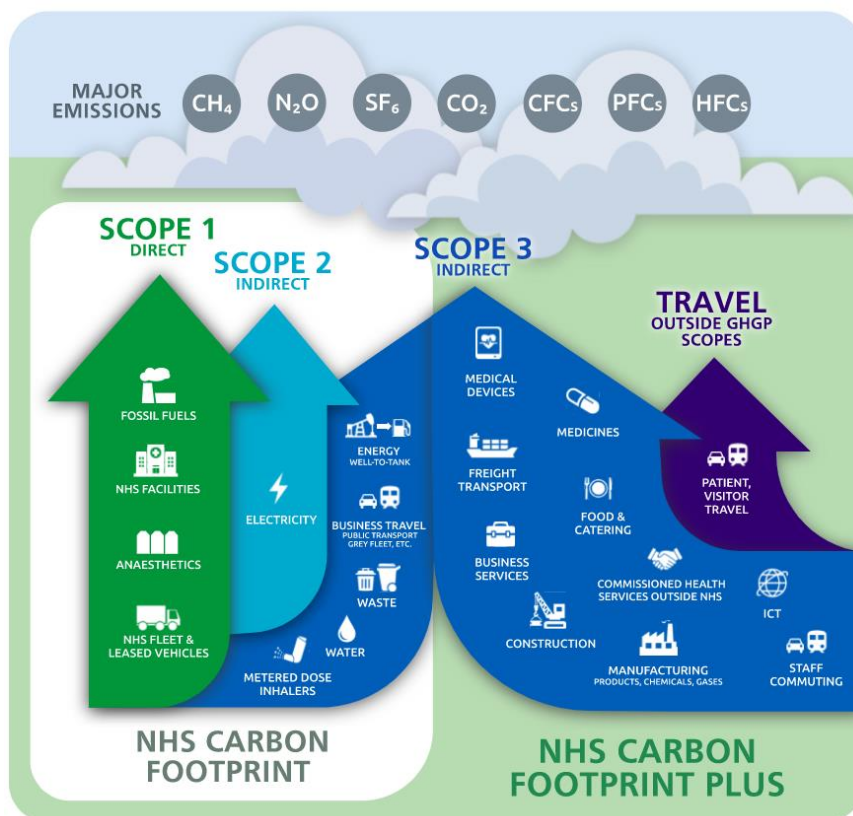 MAJOR
EMISSIONS
CH₄
N₂O
SF₆
CO₂
CFCs
PFCs
HFCs
SCOPE 1
DIRECT
SCOPE 2
INDIRECT
SCOPE 3
INDIRECT
TRAVEL
OUTSIDE GHGP
SCOPES
FOSSIL FUELS
NHS FACILITIES
ANAESTHETICS
NHS FLEET &
LEASED VEHICLES
ELECTRICITY
ENERGY
WELL-TO-TANK
BUSINESS TRAVEL
PUBLIC TRANSPORT
GREY FLEET, ETC.
WASTE
WATER
METERED DOSE
INHALERS
MEDICAL
DEVICES
MEDICINES
FREIGHT
TRANSPORT
FOOD &
CATERING
BUSINESS
SERVICES
COMMISSIONED HEALTH
SERVICES OUTSIDE NHS
CONSTRUCTION
MANUFACTURING
PRODUCTS, CHEMICALS, GASES
ICT
STAFF
COMMUTING
PATIENT,
VISITOR
TRAVEL
NHS CARBON
FOOTPRINT
NHS CARBON
FOOTPRINT PLUS